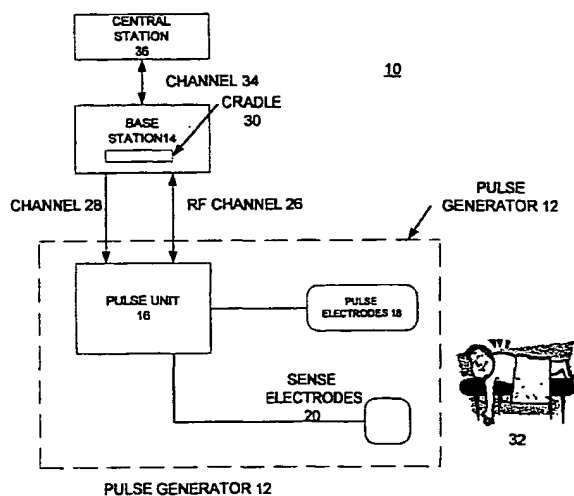 CENTRAL
STATION
36
CHANNEL 34
10
CRADLE
30
BASE
STATION14
CHANNEL 28
RF CHANNEL 26
PULSE
GENERATOR 12
PULSE UNIT
16
PULSE
ELECTRODES 18
SENSE
ELECTRODES
20
32
PULSE GENERATOR 12